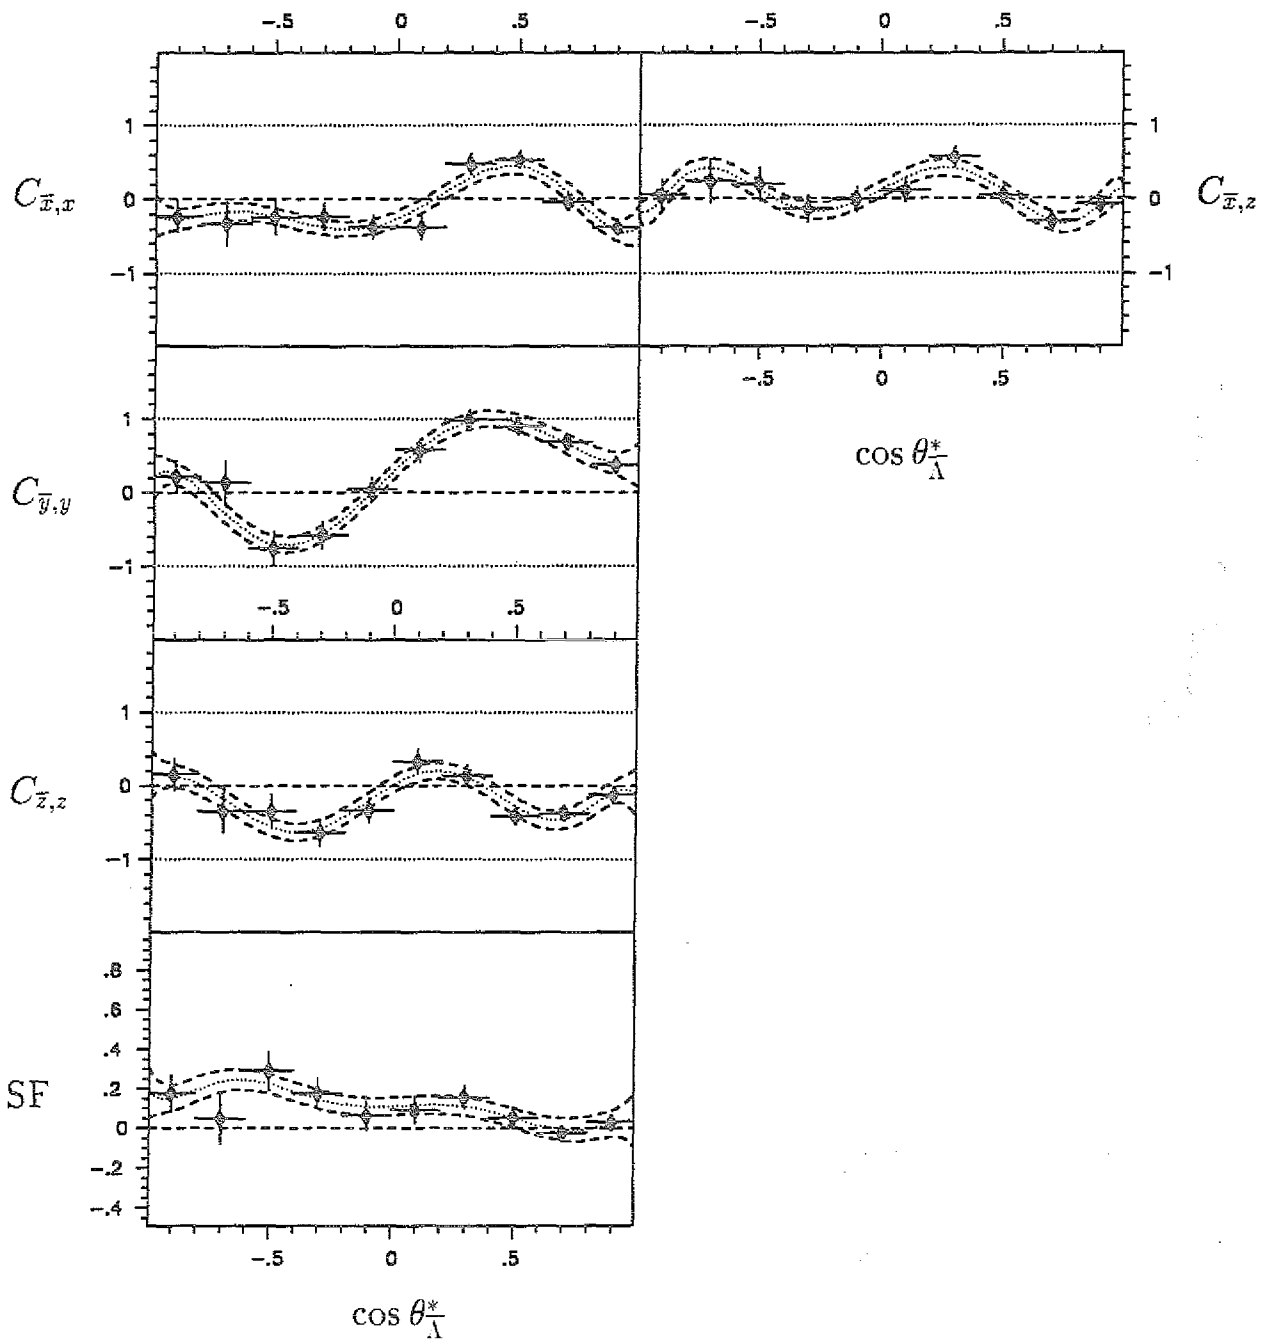 -.5 0 .5 -.5 0 .5
1 1
C_{\bar{x},x} 0 0 C_{\bar{x},z}
-1 -1
-.5 0 .5
1
cos θ*_{\bar{Λ}}
C_{\bar{y},y} 0
-1
-.5 0 .5
1
C_{\bar{z},z} 0
-1
.8
.6
.4
SF .2
0
-.2
-.4
-.5 0 .5
cos θ*_{\bar{Λ}}